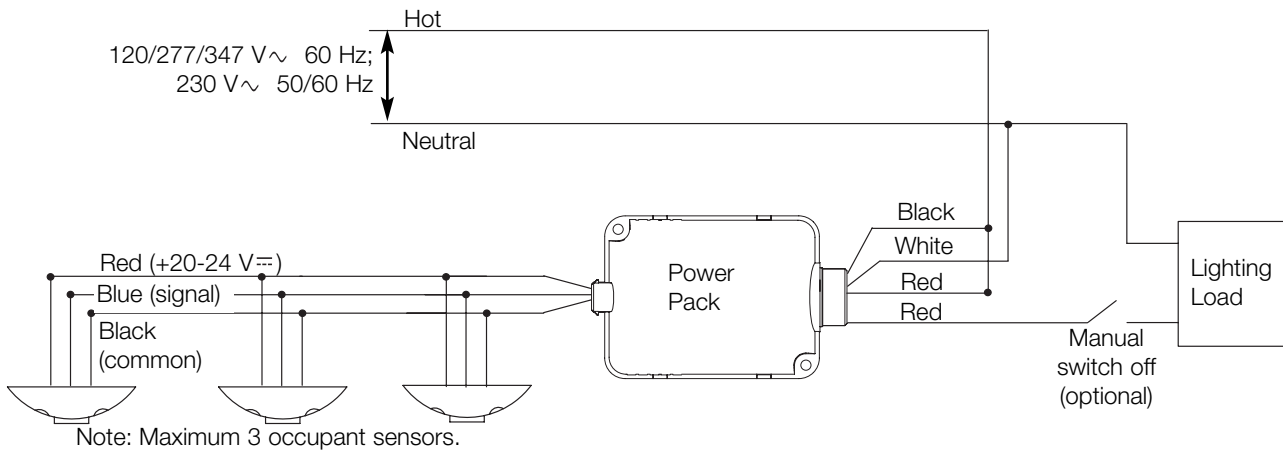 Hot
120/277/347 V∿ 60 Hz;
230 V∿ 50/60 Hz
Neutral
Black
White
Red
Red
Power
Pack
Lighting
Load
Manual
switch off
(optional)
Red (+20-24 V⎓)
Blue (signal)
Black
(common)
Note: Maximum 3 occupant sensors.